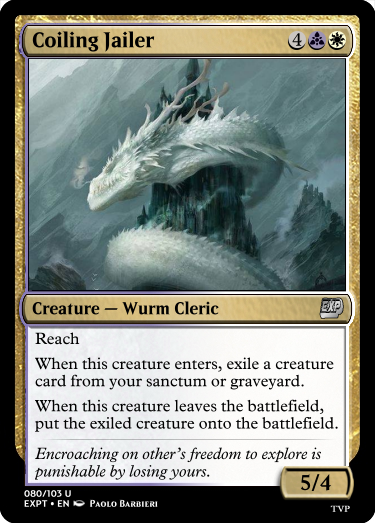 Coiling Jailer 4
EXP
Creature — Wurm Cleric
Reach
When this creature enters, exile a creature
card from your sanctum or graveyard.
When this creature leaves the battlefield,
put the exiled creature onto the battlefield.
Encroaching on other's freedom to explore is
punishable by losing yours.
5/4
080/103 U
EXPT • EN Paolo Barbieri
TVP